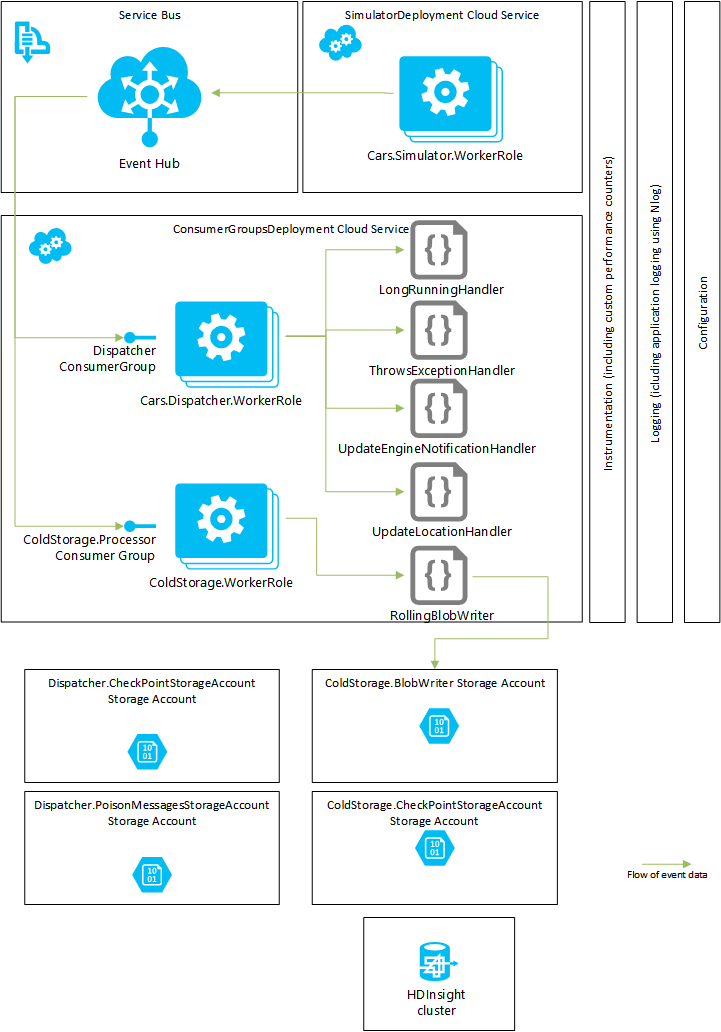 Service Bus
SimulatorDeployment Cloud Service
Event Hub
Cars.Simulator.WorkerRole
ConsumerGroupsDeployment Cloud Service
LongRunningHandler
Dispatcher
ConsumerGroup
ThrowsExceptionHandler
Cars.Dispatcher.WorkerRole
UpdateEngineNotificationHandler
ColdStorage.Processor
Consumer Group
UpdateLocationHandler
ColdStorage.WorkerRole
RollingBlobWriter
Instrumentation (including custom performance counters)
Logging (icluding application logging using Nlog)
Configuration
Dispatcher.CheckPointStorageAccount
Storage Account
10
01
ColdStorage.BlobWriter Storage Account
10
01
Dispatcher.PoisonMessagesStorageAccount
Storage Account
10
01
ColdStorage.CheckPointStorageAccount
Storage Account
10
01
Flow of event data
HDInsight
cluster